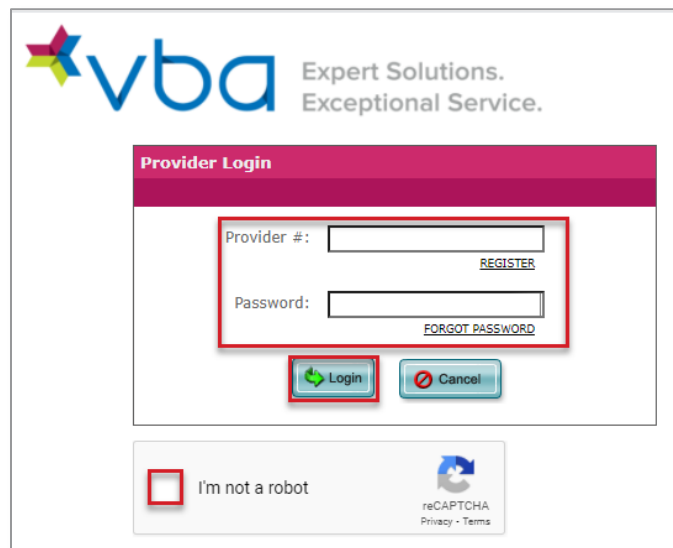 vba
Expert Solutions.
Exceptional Service.
Provider Login
Provider #:
REGISTER
Password:
FORGOT PASSWORD
Login
Cancel
I'm not a robot
reCAPTCHA
Privacy - Terms